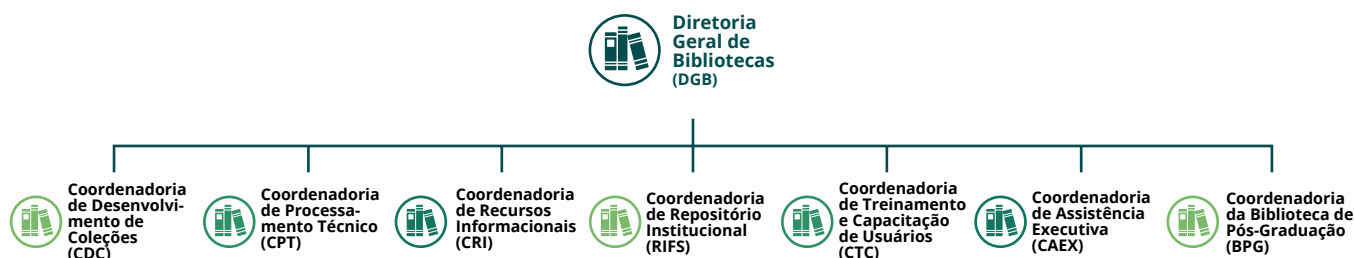 Diretoria
Geral de
Bibliotecas
(DGB)
Coordenadoria
de Desenvolvi-
mento de
Coleções
(CDC)
Coordenadoria
de Processa-
mento Técnico
(CPT)
Coordenadoria
de Recursos
Informacionais
(CRI)
Coordenadoria
de Repositório
Institucional
(RIFS)
Coordenadoria
de Treinamento
e Capacitação
de Usuários
(CTC)
Coordenadoria
de Assistência
Executiva
(CAEX)
Coordenadoria
da Biblioteca de
Pós-Graduação
(BPG)